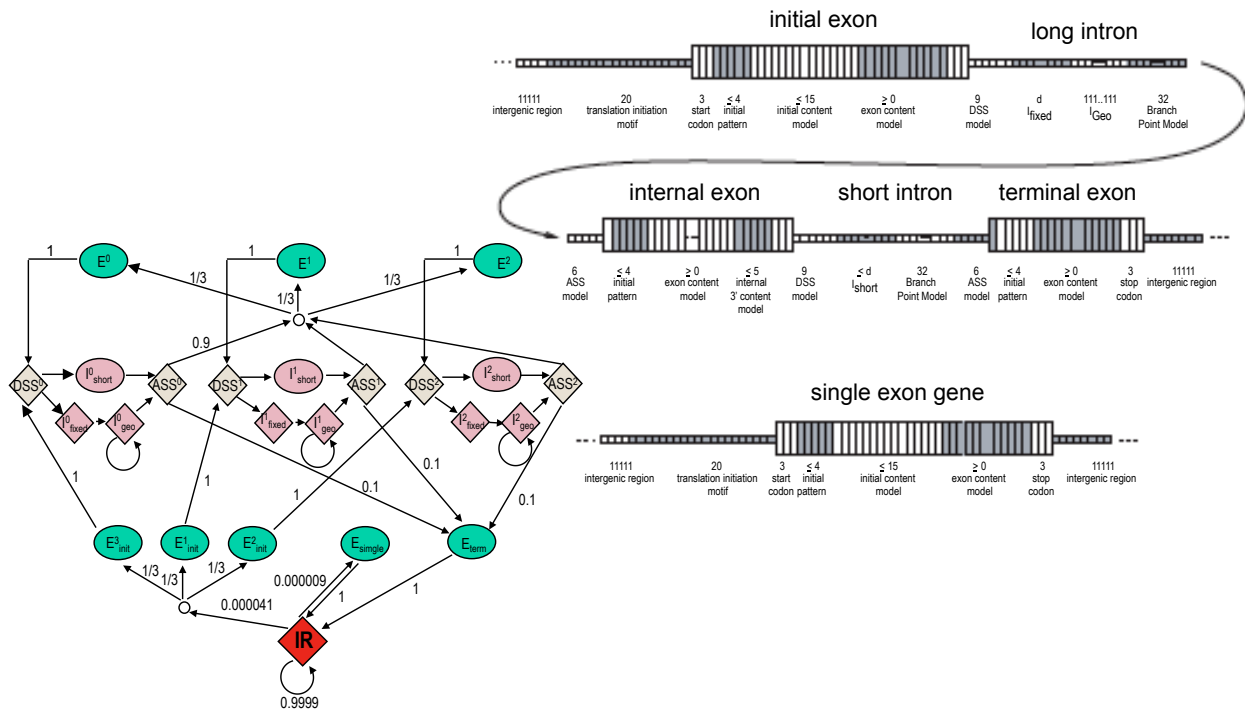 initial exon
long intron
11111
intergenic region
20
translation initiation
motif
3
start
codon
≤ 4
initial
pattern
≤ 15
initial content
model
≥ 0
exon content
model
9
DSS
model
d
Ifixed
111..111
IGeo
32
Branch
Point Model
internal exon
short intron
terminal exon
6
ASS
model
≤ 4
initial
pattern
≥ 0
exon content
model
≤ 5
internal
3' content
model
9
DSS
model
≤ d
Ishort
32
Branch
Point Model
6
ASS
model
≤ 4
initial
pattern
≥ 0
exon content
model
3
stop
codon
11111
intergenic region
single exon gene
11111
intergenic region
20
translation initiation
motif
3
start
codon
≤ 4
initial
pattern
≤ 15
initial content
model
≥ 0
exon content
model
3
stop
codon
11111
intergenic region
1
E⁰
1
E¹
1
E²
1/3
1/3
1/3
0.9
DSS⁰
I⁰short
ASS⁰
DSS¹
I¹short
ASS¹
DSS²
I²short
ASS²
I⁰fixed
I⁰geo
I¹fixed
I¹geo
I²fixed
I²geo
1
1
1
0.1
0.1
0.1
E³init
E¹init
E²init
Esingle
Eterm
1/3
1/3
1/3
0.000009
1
1
0.000041
IR
0.9999